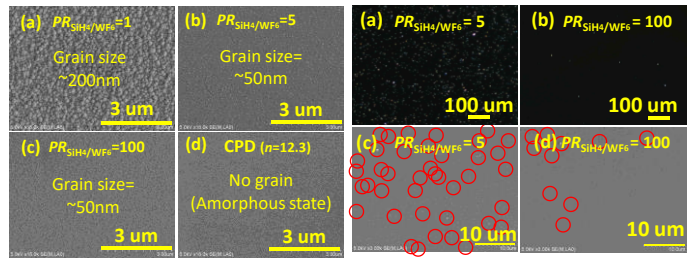 (a) PRSiH4/WF6=1
Grain size
~200nm
3 um
(b) PRSiH4/WF6=5
Grain size=
~50nm
3 um
(c) PRSiH4/WF6=100
Grain size=
~50nm
3 um
(d) CPD (n=12.3)
No grain
(Amorphous state)
3 um
(a) PRSiH4/WF6 = 5
100 um
(b) PRSiH4/WF6 = 100
100 um
(c) PRSiH4/WF6 = 5
10 um
(d) PRSiH4/WF6 = 100
10 um